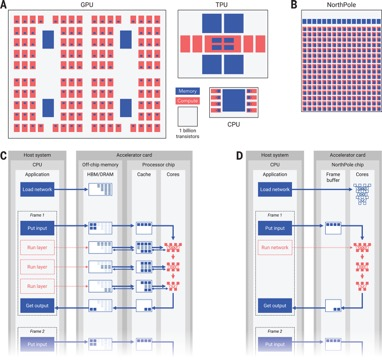 A
GPU
TPU
B
NorthPole
Memory
Compute
1 billion
transistors
CPU
C
Host system
Accelerator card
CPU
Off-chip-memory
Processor chip
Application
HBM/DRAM
Cache
Cores
Load network
Frame 1
Put input
Run layer
Run layer
Run layer
Get output
Frame 2
Put input
D
Host system
Accelerator card
CPU
NorthPole chip
Application
Frame
buffer
Cores
Load network
Frame 1
Put input
Run network
Get output
Frame 2
Put input